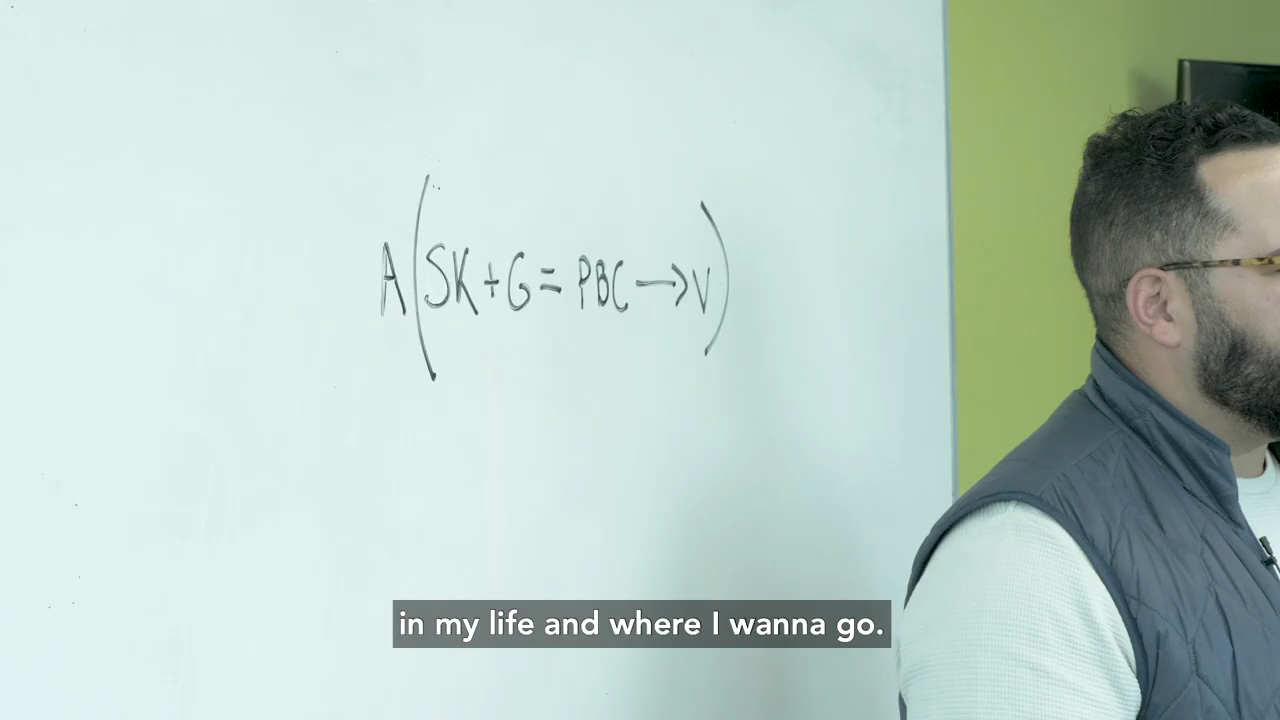 A(SK+G = PBC → V)
in my life and where I wanna go.